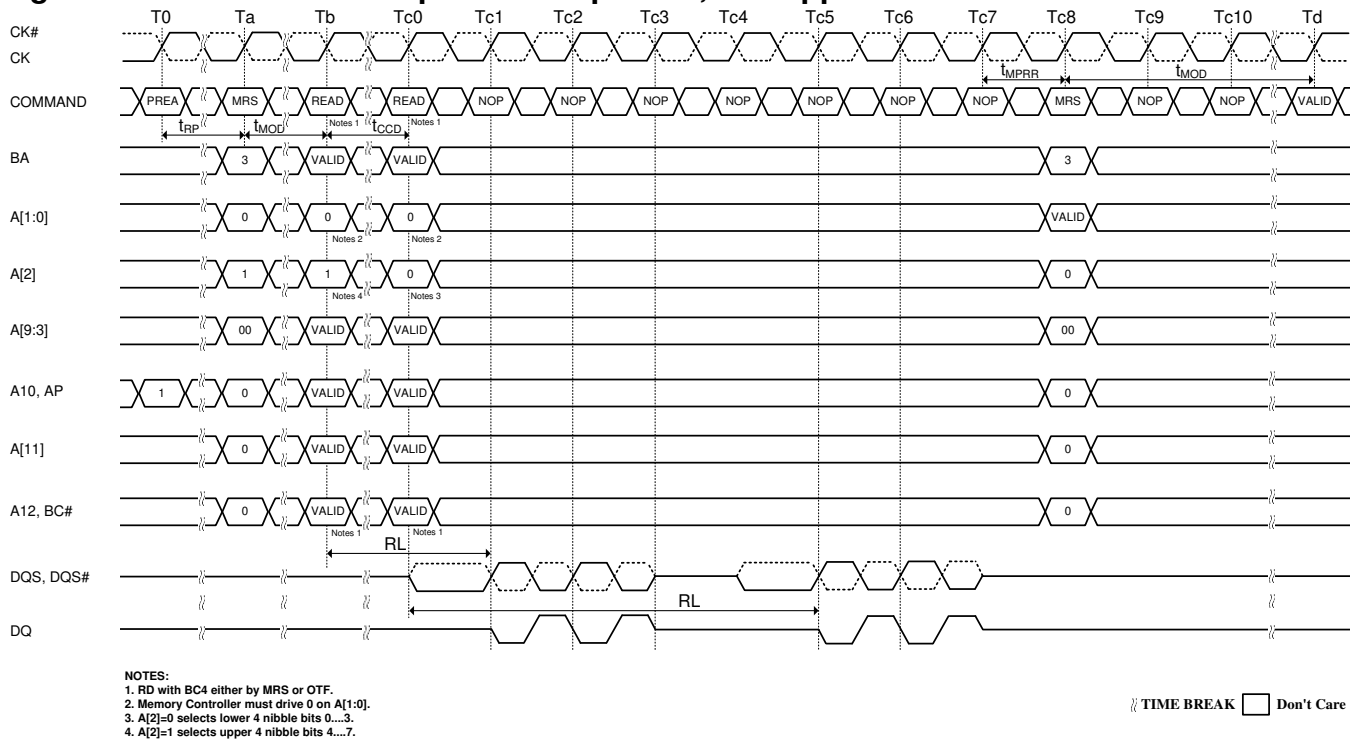 T0 Ta Tb Tc0 Tc1 Tc2 Tc3 Tc4 Tc5 Tc6 Tc7 Tc8 Tc9 Tc10 Td
CK#
CK
tMPRR tMOD
COMMAND PREA MRS READ READ NOP NOP NOP NOP NOP NOP NOP MRS NOP NOP VALID
Notes 1 Notes 1
tRP tMOD tCCD
BA 3 VALID VALID 3
A[1:0] 0 0 0 VALID
Notes 2 Notes 2
A[2] 1 1 0 0
Notes 4 Notes 3
A[9:3] 00 VALID VALID 00
A10, AP 1 0 VALID VALID 0
A[11] 0 VALID VALID 0
A12, BC# 0 VALID VALID 0
Notes 1 Notes 1
RL
DQS, DQS#
RL
DQ
NOTES:
1. RD with BC4 either by MRS or OTF.
2. Memory Controller must drive 0 on A[1:0].
3. A[2]=0 selects lower 4 nibble bits 0....3.
4. A[2]=1 selects upper 4 nibble bits 4....7.
TIME BREAK Don't Care